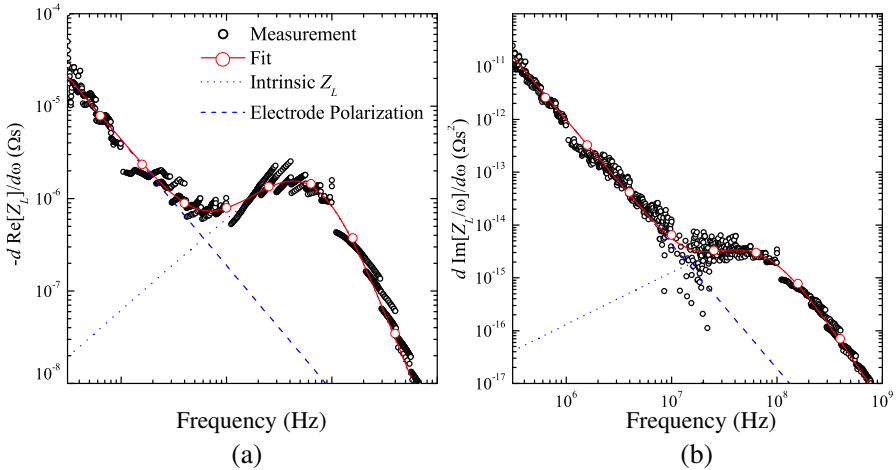 (a)
10^-4
10^-5
10^-6
10^-7
10^-8
-d Re[Z_L]/dω (Ωs)
Measurement
Fit
Intrinsic Z_L
Electrode Polarization
Frequency (Hz)
(a)
(b)
10^-11
10^-12
10^-13
10^-14
10^-15
10^-16
10^-17
d Im[Z_L/ω]/dω (Ωs²)
10^6
10^7
10^8
10^9
Frequency (Hz)
(b)